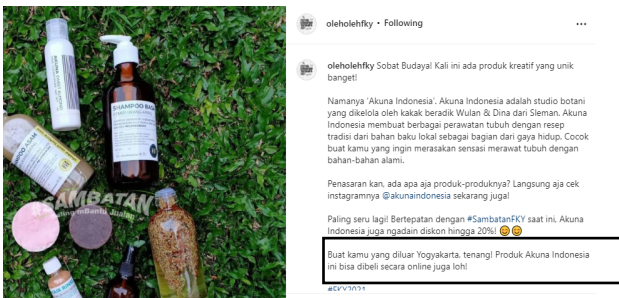 SHAMPOO BASE
SHAMPOO ASAM
#SAMBATAN
oleholehfky • Following
•••
oleholehfky Sobat Budaya! Kali ini ada produk kreatif yang unik
banget!
Namanya 'Akuna Indonesia'. Akuna Indonesia adalah studio botani
yang dikelola oleh kakak beradik Wulan & Dina dari Sleman. Akuna
Indonesia membuat berbagai perawatan tubuh dengan resep
tradisi dari bahan baku lokal sebagai bagian dari gaya hidup. Cocok
buat kamu yang ingin merasakan sensasi merawat tubuh dengan
bahan-bahan alami.
Penasaran kan, ada apa aja produk-produknya? Langsung aja cek
instagramnya @akunaindonesia sekarang juga!
Paling seru lagi! Bertepatan dengan #SambatanFKY saat ini, Akuna
Indonesia juga ngadain diskon hingga 20%! 😊😊
Buat kamu yang diluar Yogyakarta, tenang! Produk Akuna Indonesia
ini bisa dibeli secara online juga loh!
#FKY2021